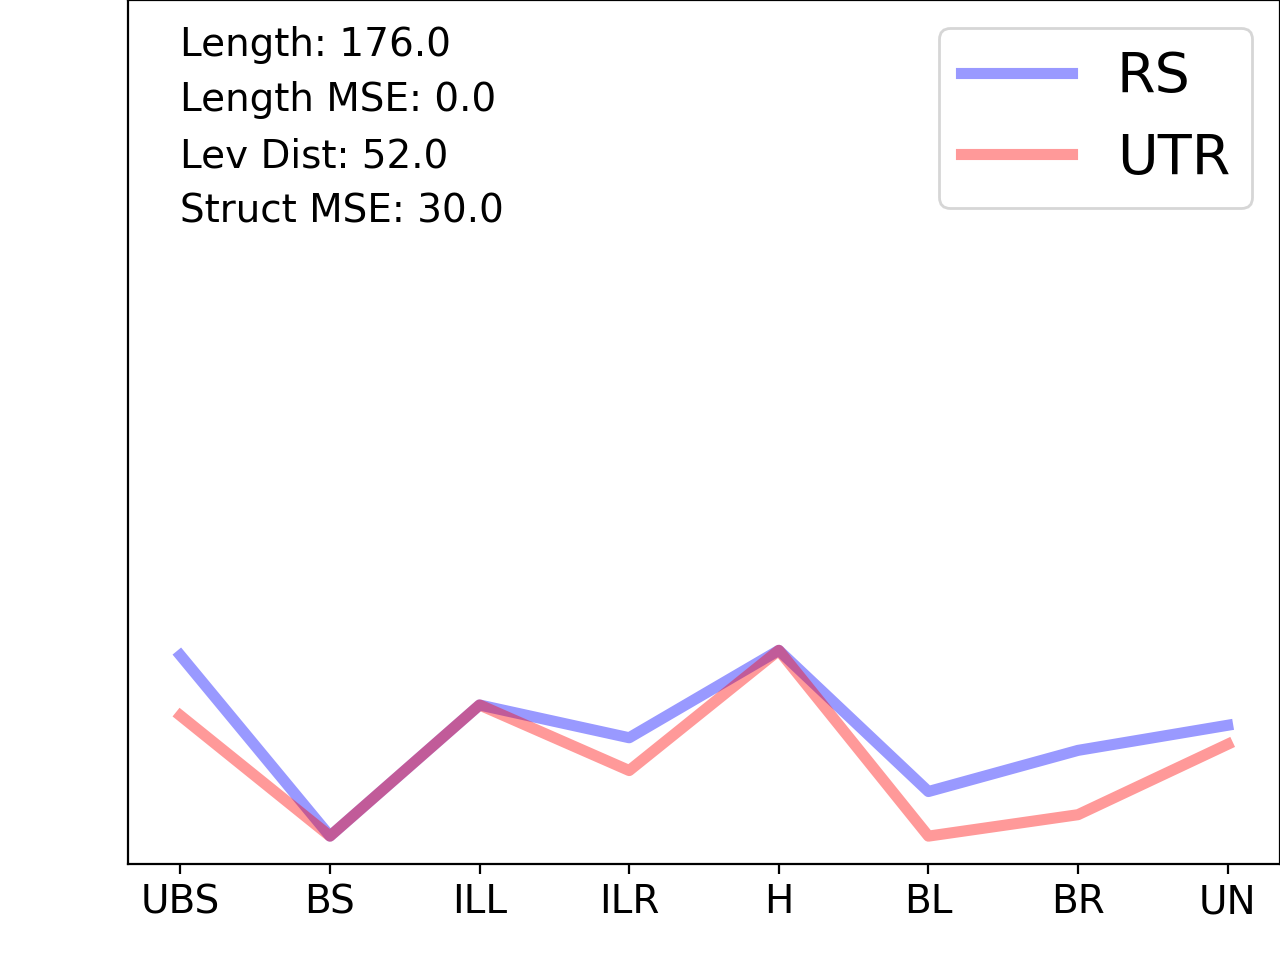 Length: 176.0
Length MSE: 0.0
Lev Dist: 52.0
Struct MSE: 30.0
RS
UTR
UBS BS ILL ILR H BL BR UN